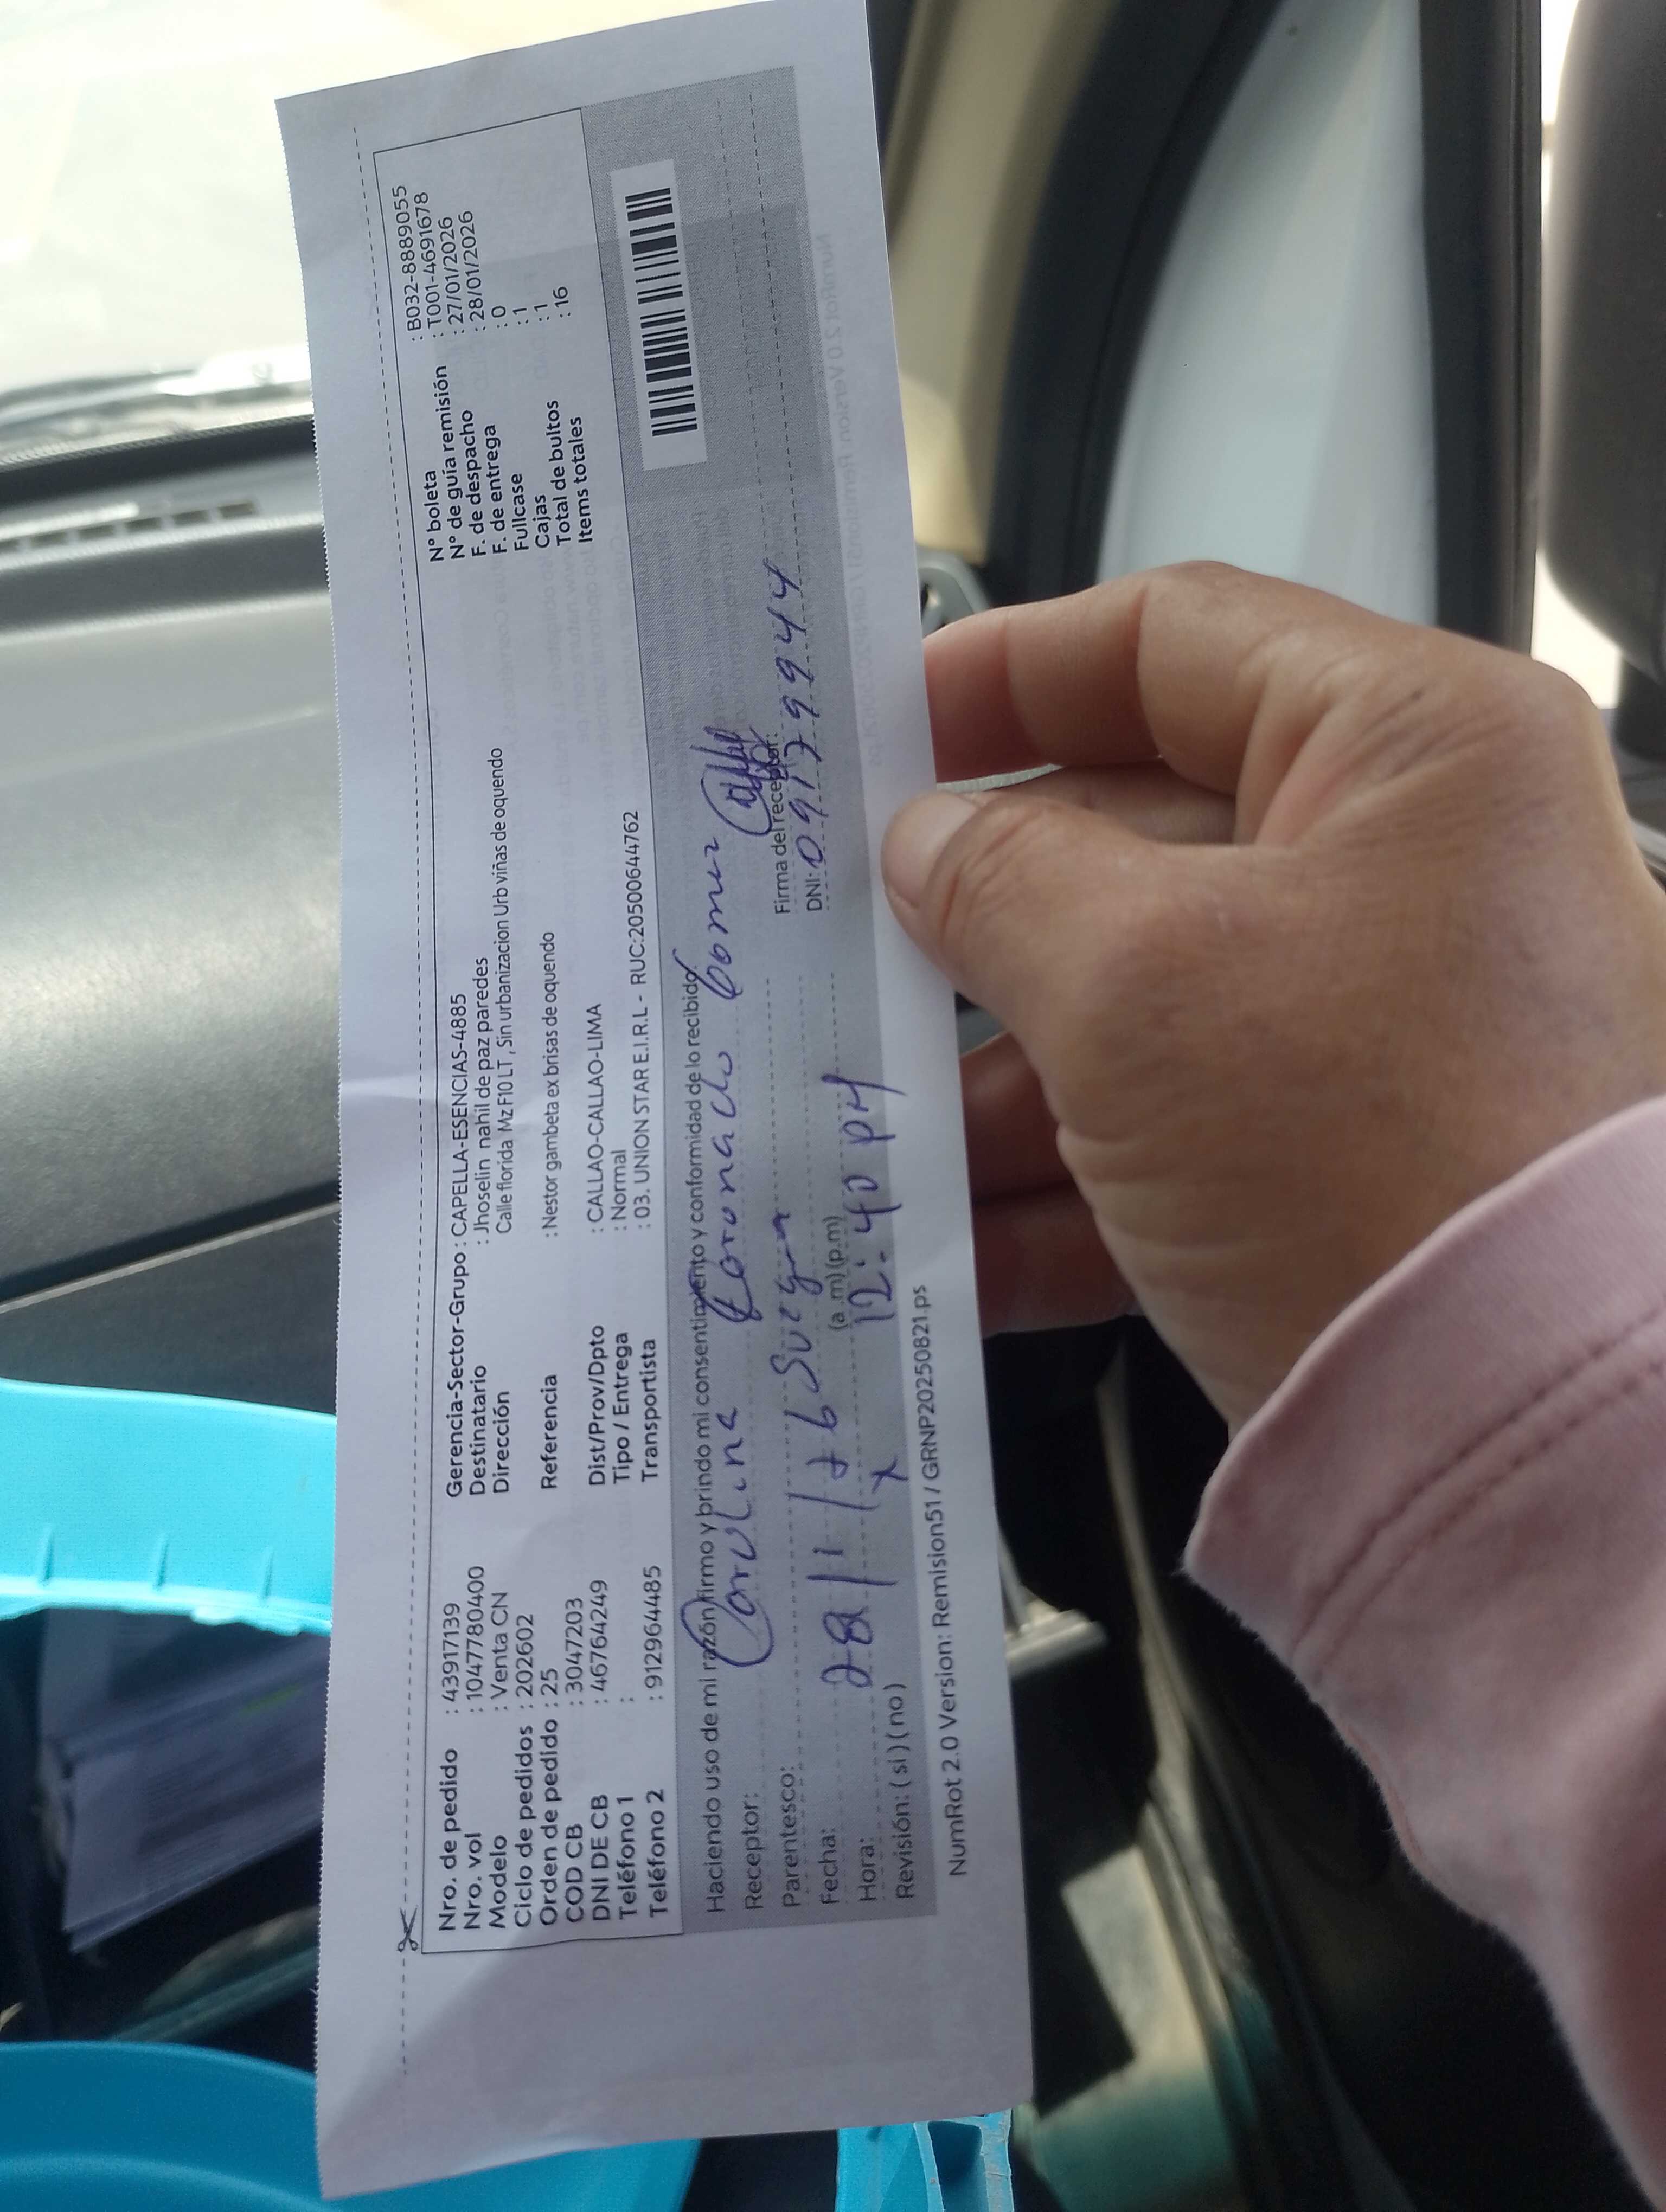 Nro. de pedido : 43917139
Nro. vol : 104778040​0
Modelo : Venta CN
Ciclo de pedidos : 202602
Orden de pedido : 25
COD CB : 3047203
DNI DE CB : 46764249
Teléfono 1 :
Teléfono 2 : 912964485
Gerencia-Sector-Grupo : CAPELLA-ESENCIAS-4885
Destinatario : Jhoselin nahil de paz paredes
Dirección Calle florida Mz F10 LT , Sin urbanizacion Urb viñas de oquendo
Referencia : Nestor gambeta ex brisas de oquendo
Dist/Prov/Dpto : CALLAO-CALLAO-LIMA
Tipo / Entrega : Normal
Transportista : 03. UNION STAR E.I.R.L - RUC:20500644762
N° boleta : B032-8889055
N° de guía remisión : T001-4691678
F. de despacho : 27/01/2026
F. de entrega : 28/01/2026
Fullcase : 0
Cajas : 1
Total de bultos : 1
Items totales : 16
Haciendo uso de mi razón firmo y brindo mi consentimiento y conformidad de lo recibido.
Receptor: Carolina Coronado Gomez
Parentesco: Suegra
Firma del receptor:
Fecha: 28/1/26
DNI: 09179944
Hora: (a.m) (p.m) 12:40 PM
Revisión: ( si ) ( no ) x
NumRot 2.0 Version: Remision51 / GRNP20250821.ps